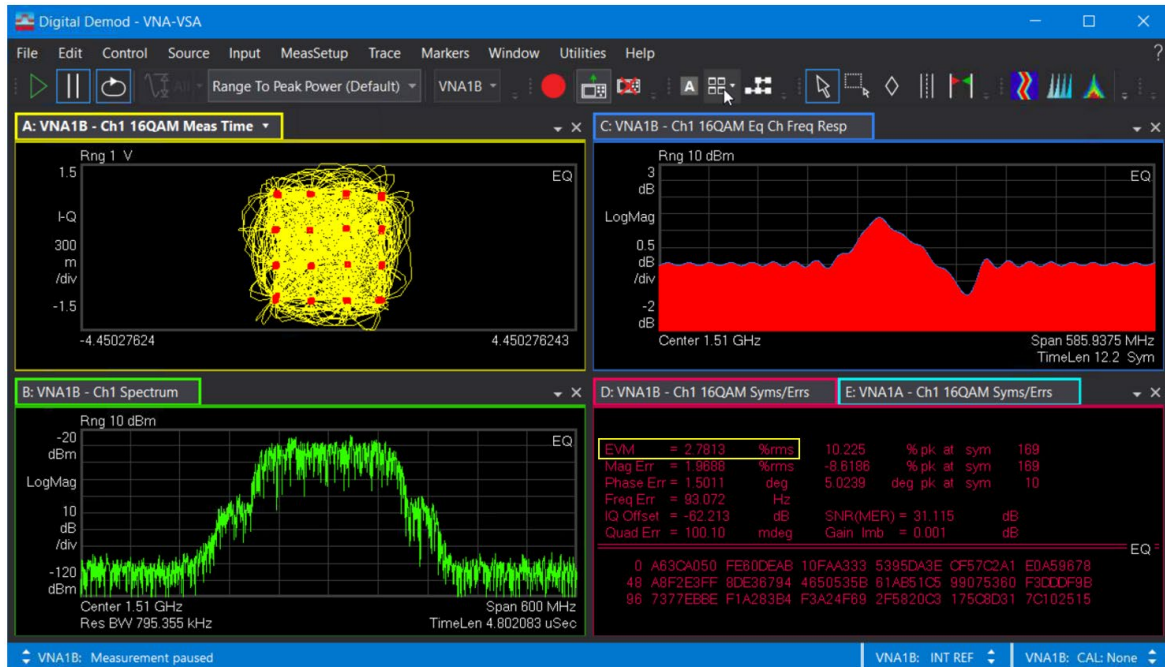 Digital Demod - VNA-VSA
File Edit Control Source Input MeasSetup Trace Markers Window Utilities Help ?
All Range To Peak Power (Default) VNA1B A
A: VNA1B - Ch1 16QAM Meas Time
Rng 1 V
1.5
EQ
I-Q
300
m
/div
-1.5
-4.45027624 4.450276243
C: VNA1B - Ch1 16QAM Eq Ch Freq Resp
Rng 10 dBm
3
dB
EQ
LogMag
0.5
dB
/div
-2
dB
Center 1.51 GHz Span 585.9375 MHz
TimeLen 12.2 Sym
B: VNA1B - Ch1 Spectrum
Rng 10 dBm
-20
dBm
EQ
LogMag
10
dB
/div
-120
dBm
Center 1.51 GHz Span 600 MHz
Res BW 795.355 kHz TimeLen 4.802083 uSec
D: VNA1B - Ch1 16QAM Syms/Errs E: VNA1A - Ch1 16QAM Syms/Errs
EVM = 2.7813 %rms 10.225 % pk at sym 169
Mag Err = 1.9688 %rms -8.6186 % pk at sym 169
Phase Err = 1.5011 deg 5.0239 deg pk at sym 10
Freq Err = 93.072 Hz
IQ Offset = -62.213 dB SNR(MER) = 31.115 dB
Quad Err = 100.10 mdeg Gain Imb = 0.001 dB
EQ
0 A63CA050 FE60DEAB 10FAA333 5395DA3E CF57C2A1 E0A59678
48 A8F2E3FF 8DE36794 4650535B 61AB51C5 99075360 F3DDDF9B
96 7377EBBE F1A283B4 F3A24F69 2F5820C3 175C8D31 7C102515
VNA1B: Measurement paused VNA1B: INT REF VNA1B: CAL: None